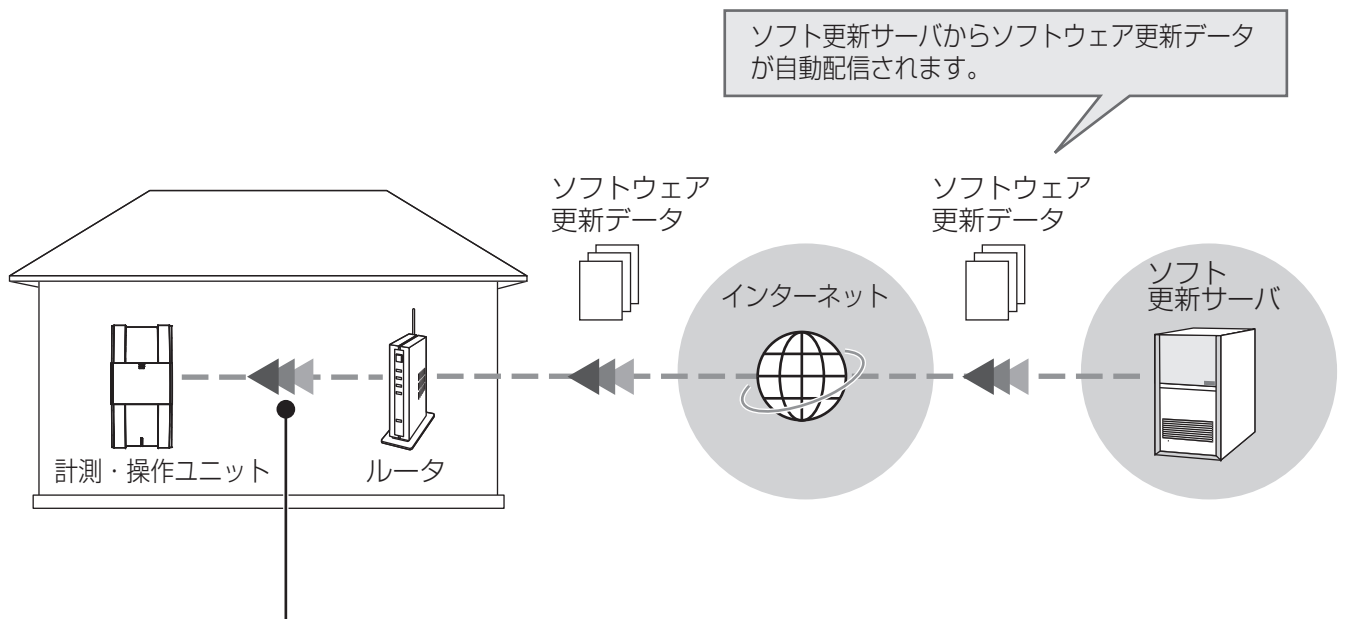 ソフト更新サーバからソフトウェア更新データ
が自動配信されます。
ソフトウェア
更新データ
ソフトウェア
更新データ
インターネット
ソフト
更新サーバ
計測・操作ユニット
ルータ